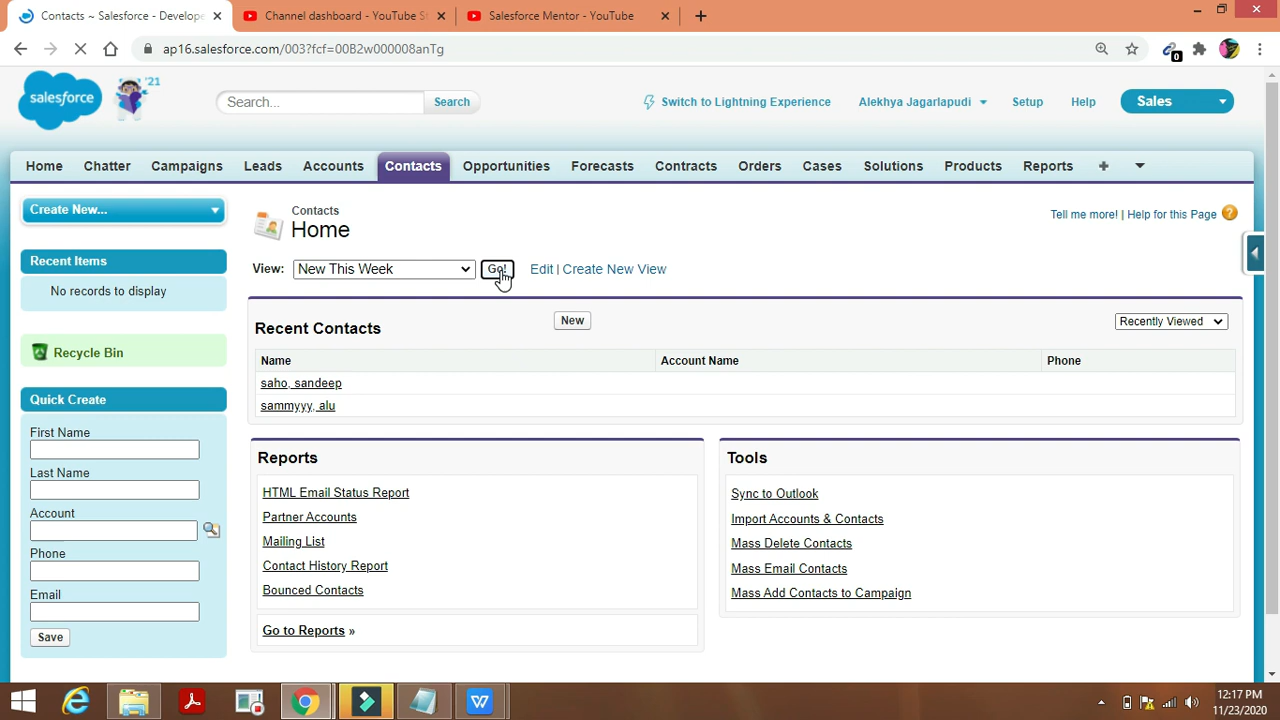 Contacts ~ Salesforce - Develope
Channel dashboard - YouTube St
Salesforce Mentor - YouTube
ap16.salesforce.com/003?fcf=00B2w000008anTg
0
salesforce
'21
Search...
Search
Switch to Lightning Experience
Alekhya Jagarlapudi
Setup
Help
Sales
Home
Chatter
Campaigns
Leads
Accounts
Contacts
Opportunities
Forecasts
Contracts
Orders
Cases
Solutions
Products
Reports
Create New...
Contacts
Home
Tell me more! | Help for this Page
Recent Items
No records to display
View:
New This Week
Go!
Edit | Create New View
Recycle Bin
Recent Contacts
New
Recently Viewed
Name
Account Name
Phone
saho, sandeep
sammyyy, alu
Quick Create
First Name
Last Name
Account
Phone
Email
Save
Reports
HTML Email Status Report
Partner Accounts
Mailing List
Contact History Report
Bounced Contacts
Go to Reports »
Tools
Sync to Outlook
Import Accounts & Contacts
Mass Delete Contacts
Mass Email Contacts
Mass Add Contacts to Campaign
12:17 PM
11/23/2020